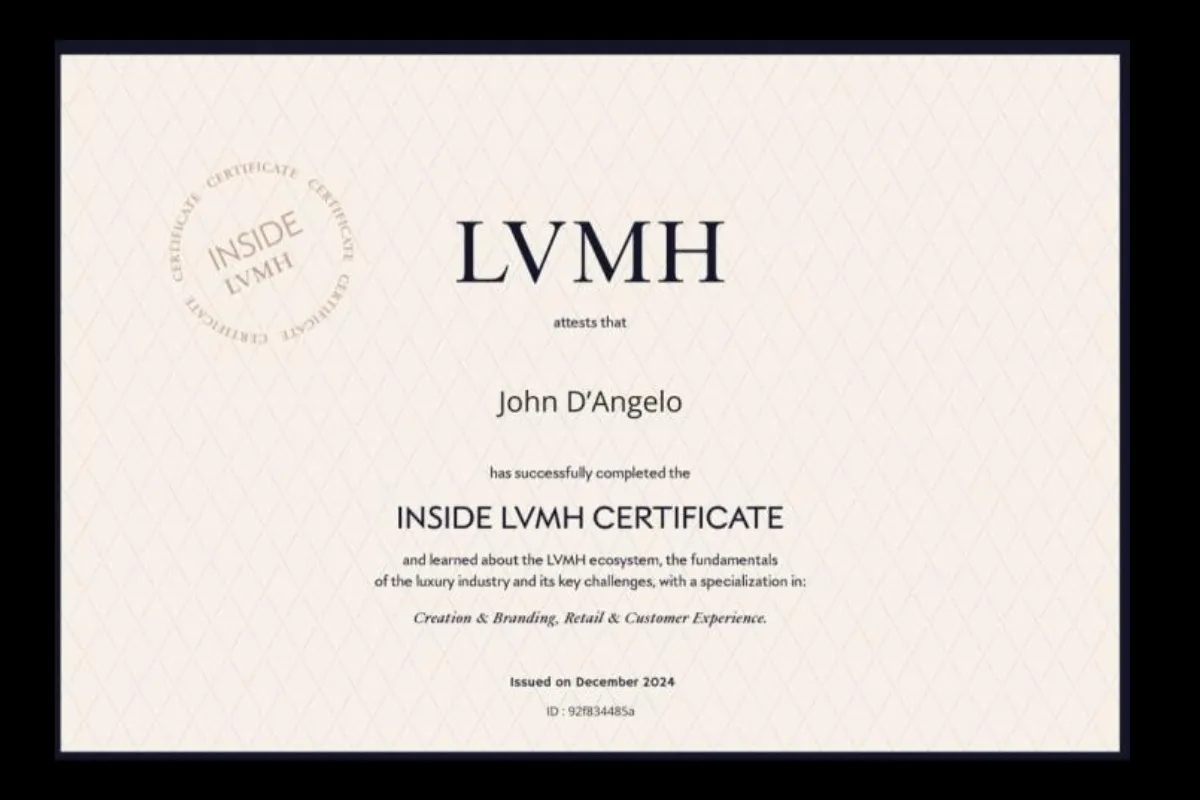 CERTIFICATE CERTIFICATE CERTIFICATE CERTIFICATE CERTIFICATE CERTIFICATE
INSIDE
LVMH
LVMH
attests that
John D’Angelo
has successfully completed the
INSIDE LVMH CERTIFICATE
and learned about the LVMH ecosystem, the fundamentals
of the luxury industry and its key challenges, with a specialization in:
Creation & Branding, Retail & Customer Experience.
Issued on December 2024
ID : 92f834485a